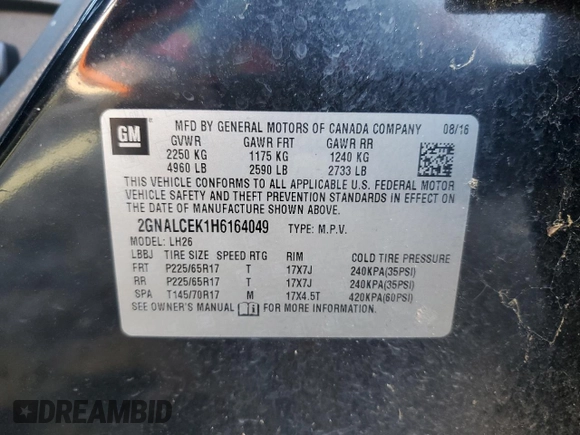 GM
MFD BY GENERAL MOTORS OF CANADA COMPANY 08/16
GVWR GAWR FRT GAWR RR
2250 KG 1175 KG 1240 KG
4960 LB 2590 LB 2733 LB
THIS VEHICLE CONFORMS TO ALL APPLICABLE U.S. FEDERAL MOTOR
VEHICLE SAFETY AND THEFT PREVENTION STANDARDS IN EFFECT ON
THE DATE OF MANUFACTURE SHOWN ABOVE.
2GNALCEK1H6164049 TYPE: M.P.V.
MODEL: LH26
LBBJ TIRE SIZE SPEED RTG RIM COLD TIRE PRESSURE
FRT P225/65R17 T 17X7J 240KPA(35PSI)
RR P225/65R17 T 17X7J 240KPA(35PSI)
SPA T145/70R17 M 17X4.5T 420KPA(60PSI)
SEE OWNER'S MANUAL FOR MORE INFORMATION.
DREAMBID